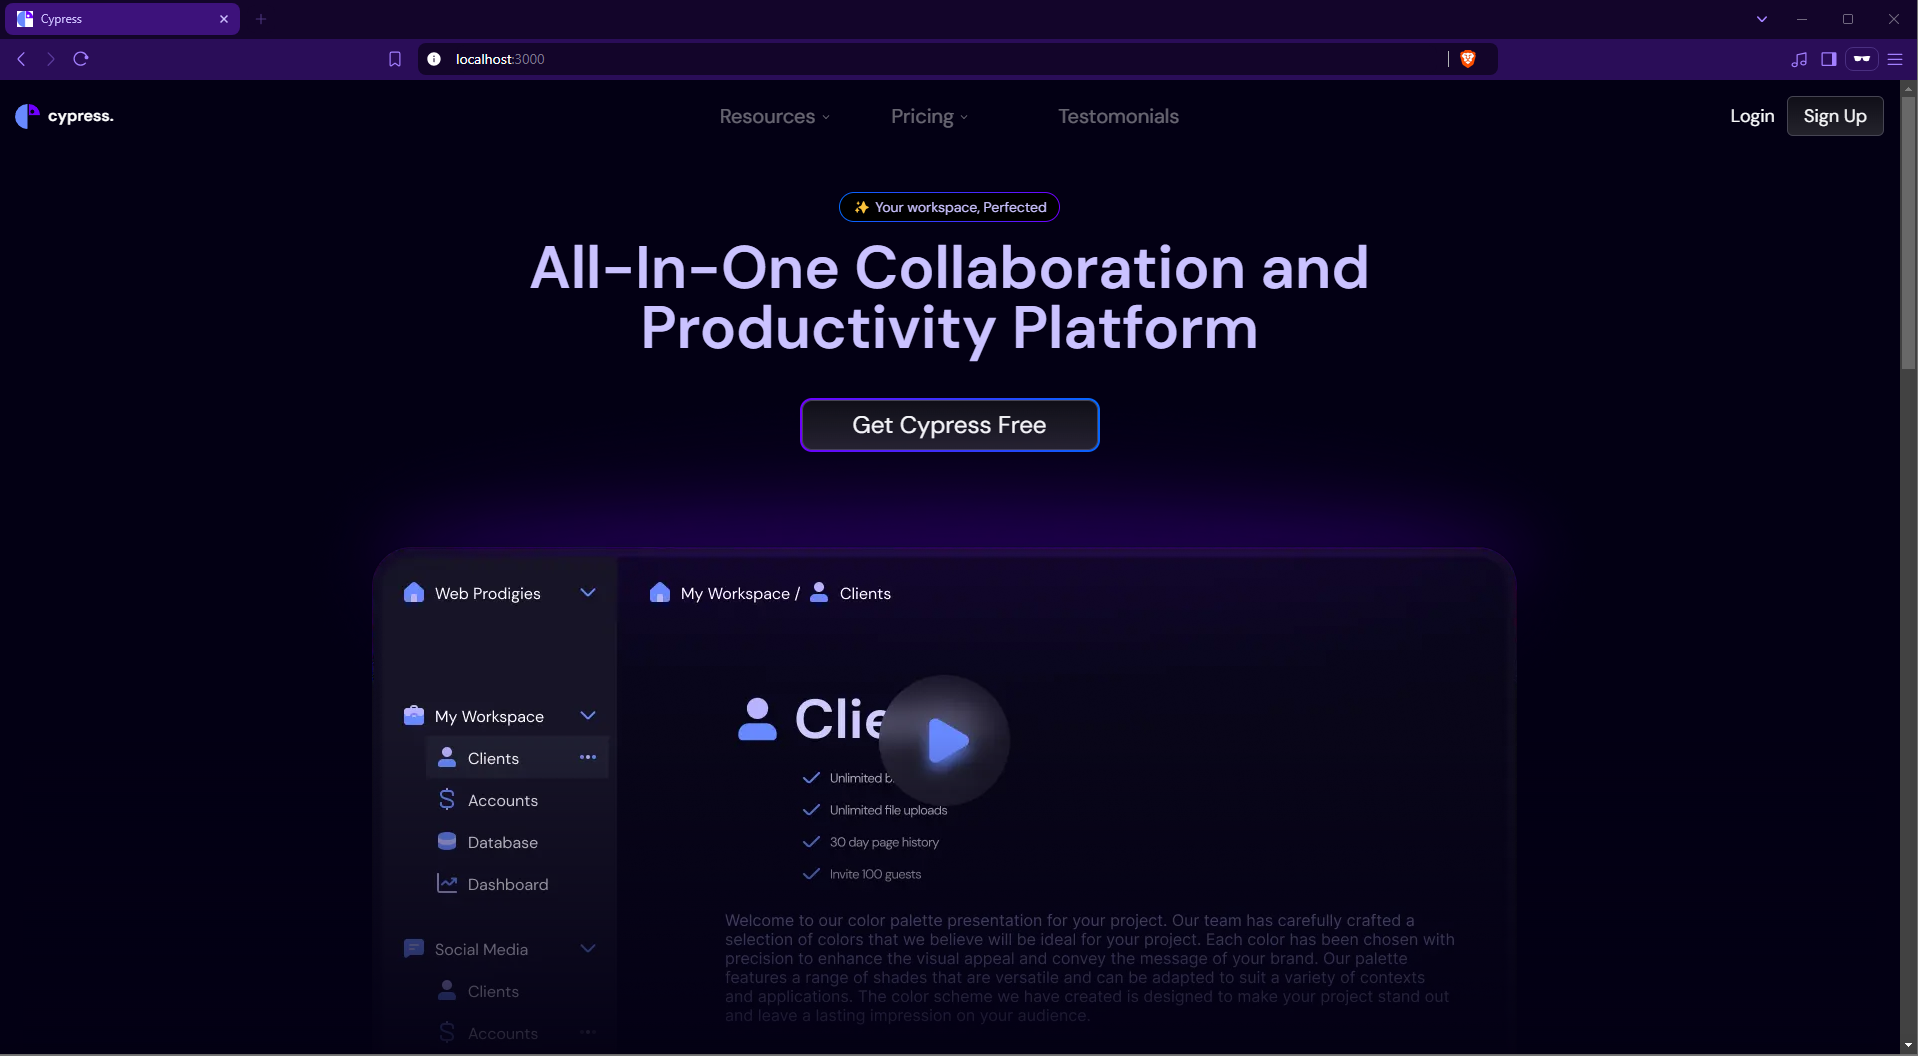 Cypress
localhost:3000
cypress.
Resources
Pricing
Testomonials
Login
Sign Up
✨ Your workspace, Perfected
All-In-One Collaboration and
Productivity Platform
Get Cypress Free
Web Prodigies
My Workspace
Clients
Accounts
Database
Dashboard
Social Media
Clients
Accounts
My Workspace / Clients
Clie
Unlimited b
Unlimited file uploads
30 day page history
Invite 100 guests
Welcome to our color palette presentation for your project. Our team has carefully crafted a
selection of colors that we believe will be ideal for your project. Each color has been chosen with
precision to enhance the visual appeal and convey the message of your brand. Our palette
features a range of shades that are versatile and can be adapted to suit a variety of contexts
and applications. The color scheme we have created is designed to make your project stand out
and leave a lasting impression on your audience.